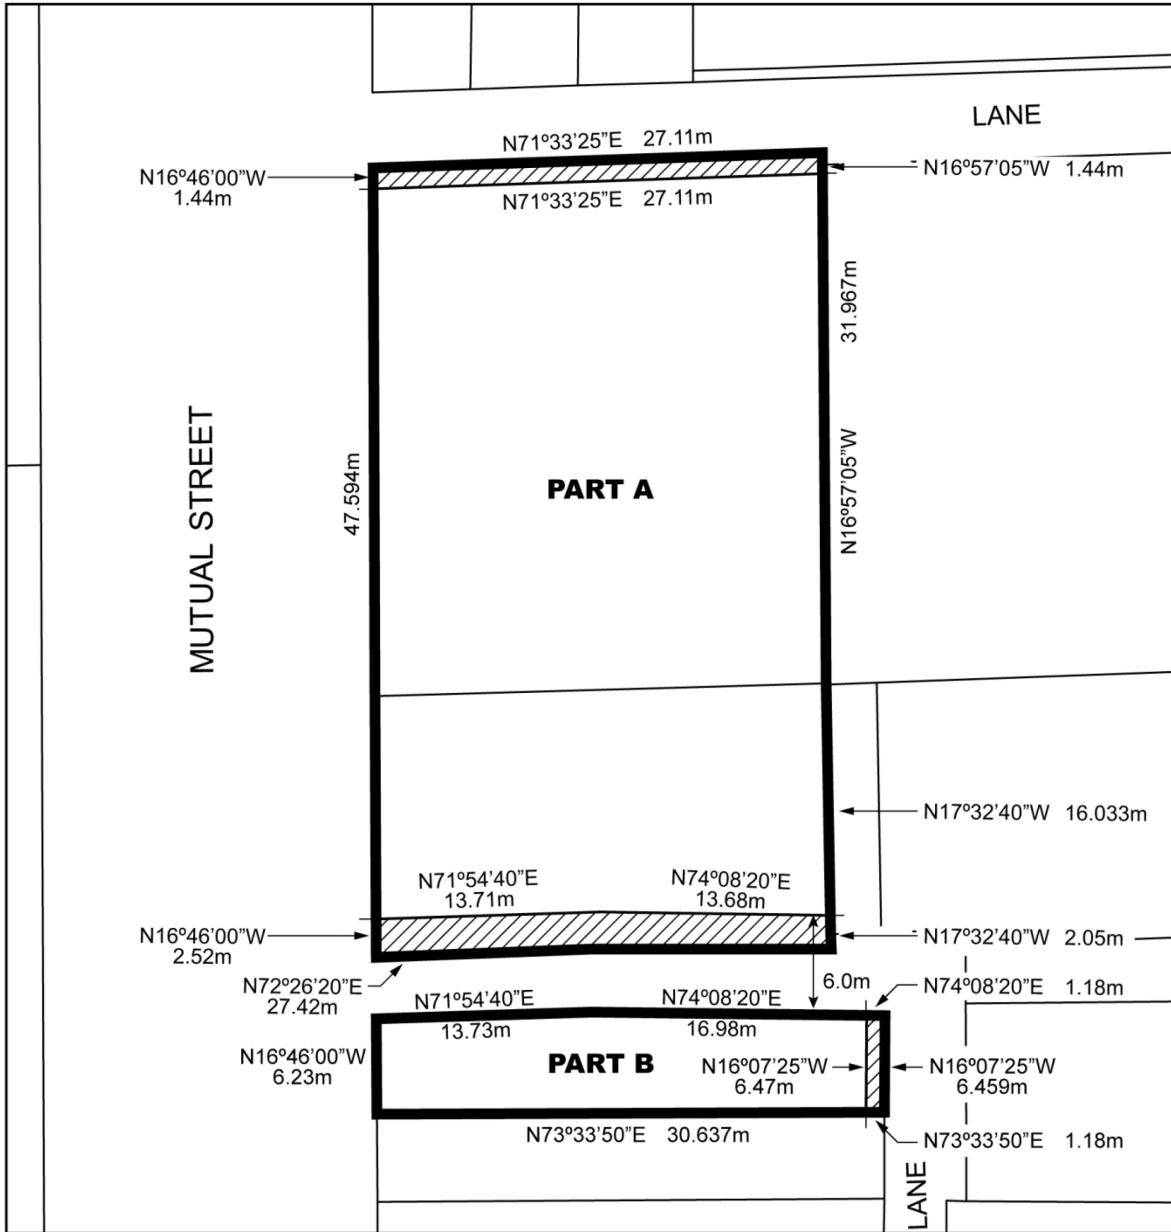 LANE
N71º33’25”E 27.11m
N16º46’00”W
1.44m
N16º57’05”W 1.44m
N71º33’25”E 27.11m
31.967m
MUTUAL STREET
47.594m
PART A
N16º57’05”W
N17º32’40”W 16.033m
N71º54’40”E
13.71m
N74º08’20”E
13.68m
N16º46’00”W
2.52m
N17º32’40”W 2.05m
N72º26’20”E
27.42m
6.0m
N74º08’20”E 1.18m
N71º54’40”E
13.73m
N74º08’20”E
16.98m
N16º46’00”W
6.23m
PART B
N16º07’25”W
6.47m
N16º07’25”W
6.459m
N73º33’50”E 30.637m
N73º33’50”E 1.18m
LANE